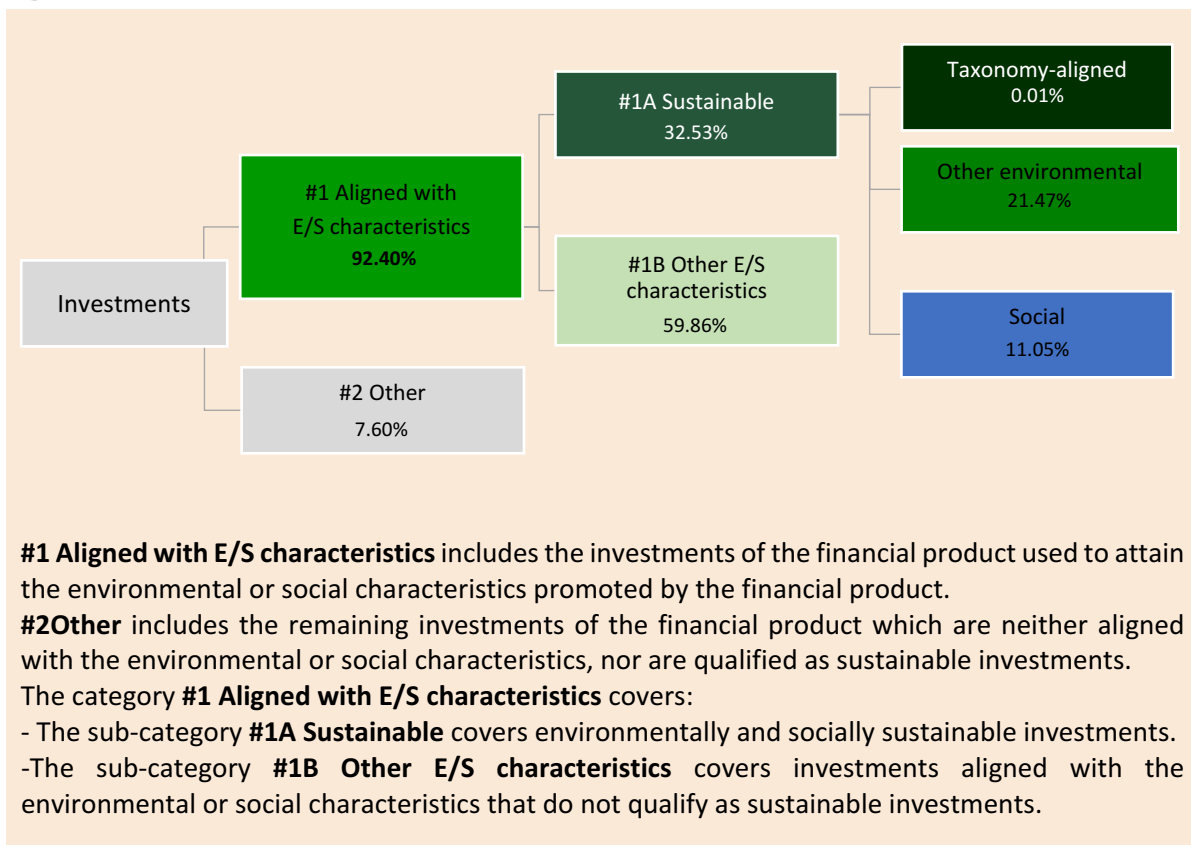 Investments
#1 Aligned with
E/S characteristics
92.40%
#2 Other
7.60%
#1A Sustainable
32.53%
#1B Other E/S
characteristics
59.86%
Taxonomy-aligned
0.01%
Other environmental
21.47%
Social
11.05%
#1 Aligned with E/S characteristics includes the investments of the financial product used to attain
the environmental or social characteristics promoted by the financial product.
#2Other includes the remaining investments of the financial product which are neither aligned
with the environmental or social characteristics, nor are qualified as sustainable investments.
The category #1 Aligned with E/S characteristics covers:
- The sub-category #1A Sustainable covers environmentally and socially sustainable investments.
-The sub-category #1B Other E/S characteristics covers investments aligned with the
environmental or social characteristics that do not qualify as sustainable investments.